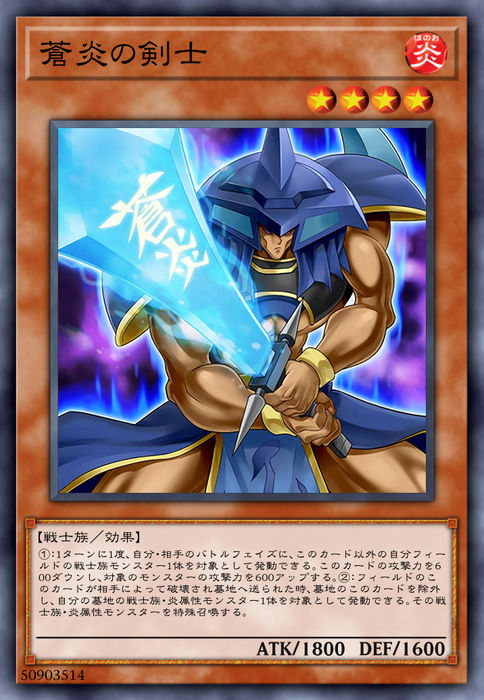 蒼炎の剣士
ほのお
炎
蒼炎
【戦士族／効果】
①:1ターンに1度、自分・相手のバトルフェイズに、このカード以外の自分フィール
ドの戦士族モンスター1体を対象として発動できる。このカードの攻撃力を6
00ダウンし、対象のモンスターの攻撃力を600アップする。②:フィールドのこ
のカードが相手によって破壊され墓地へ送られた時、墓地のこのカードを除外
し、自分の墓地の戦士族・炎属性モンスター1体を対象として発動できる。その戦
士族・炎属性モンスターを特殊召喚する。
ATK/1800 DEF/1600
50903514